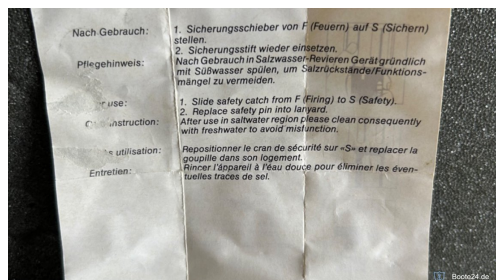 Nach Gebrauch: 1. Sicherungsschieber von F (Feuern) auf S (Sichern)
stellen.
2. Sicherungsstift wieder einsetzen.
Pflegehinweis: Nach Gebrauch in Salzwasser-Revieren Gerät gründlich
mit Süßwasser spülen, um Salzrückstände/Funktions-
mängel zu vermeiden.
use: 1. Slide safety catch from F (Firing) to S (Safety).
2. Replace safety pin into lanyard.
After use in saltwater region please clean consequently
with freshwater to avoid misfunction.
utilisation: Repositionner le cran de sécurité sur «S» et replacer la
goupille dans son logement.
Entretien: Rincer l'appareil à l'éau douce pour éliminer les éven-
tuelles traces de sel.
Boote24.de